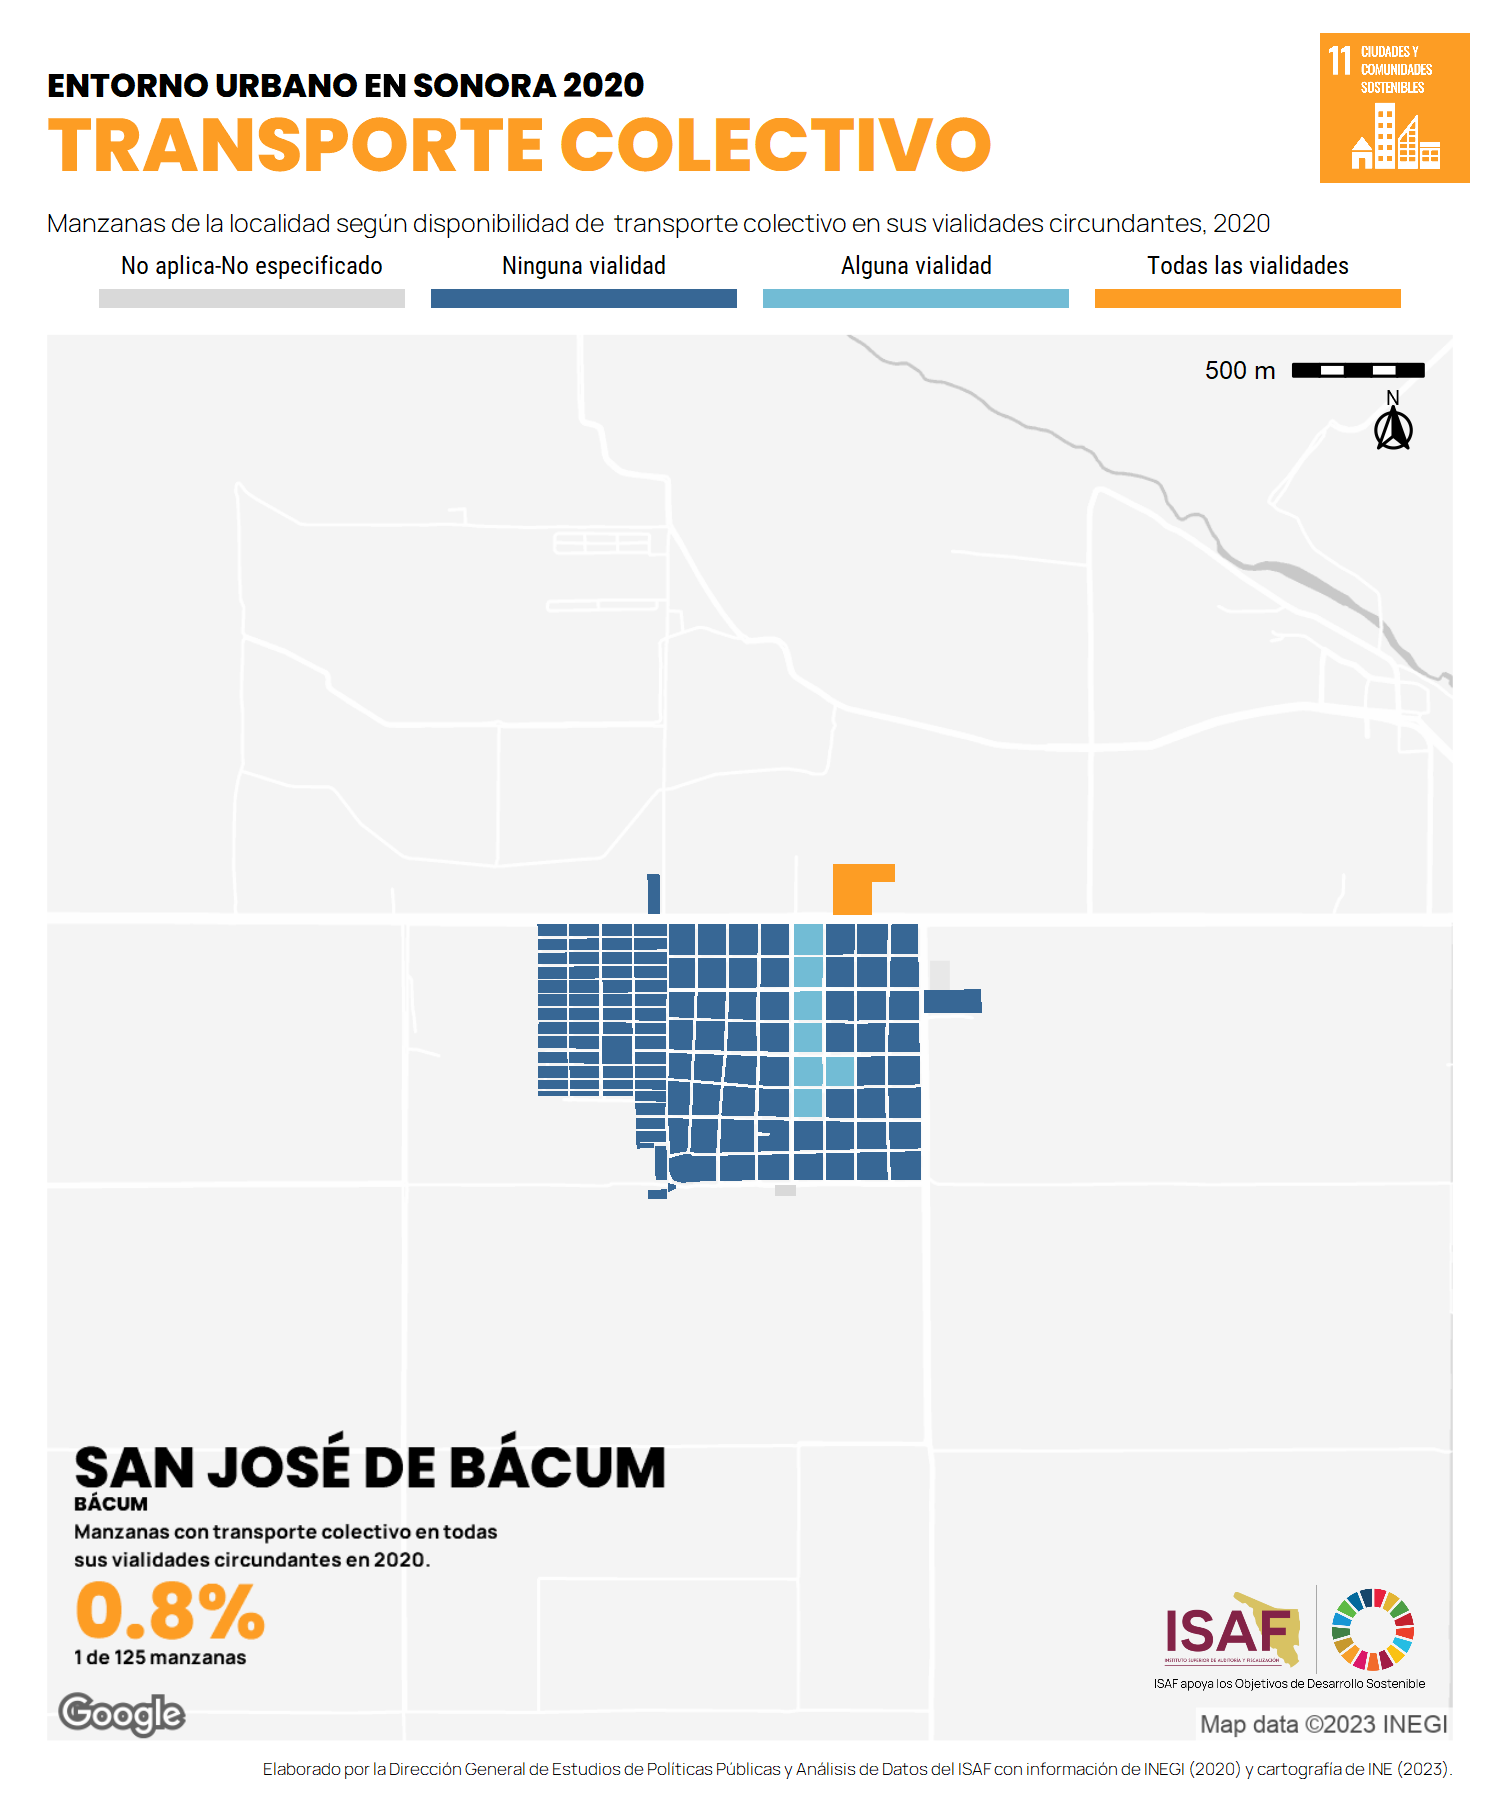 ENTORNO URBANO EN SONORA 2020
TRANSPORTE COLECTIVO
11 CIUDADES Y
COMUNIDADES
SOSTENIBLES
Manzanas de la localidad según disponibilidad de transporte colectivo en sus vialidades circundantes, 2020
No aplica-No especificado
Ninguna vialidad
Alguna vialidad
Todas las vialidades
500 m
N
SAN JOSÉ DE BÁCUM
BÁCUM
Manzanas con transporte colectivo en todas
sus vialidades circundantes en 2020.
0.8%
1 de 125 manzanas
ISAF
INSTITUTO SUPERIOR DE AUDITORÍA Y FISCALIZACIÓN
ISAF apoya los Objetivos de Desarrollo Sostenible
Google
Map data ©2023 INEGI
Elaborado por la Dirección General de Estudios de Políticas Públicas y Análisis de Datos del ISAF con información de INEGI (2020) y cartografía de INE (2023).